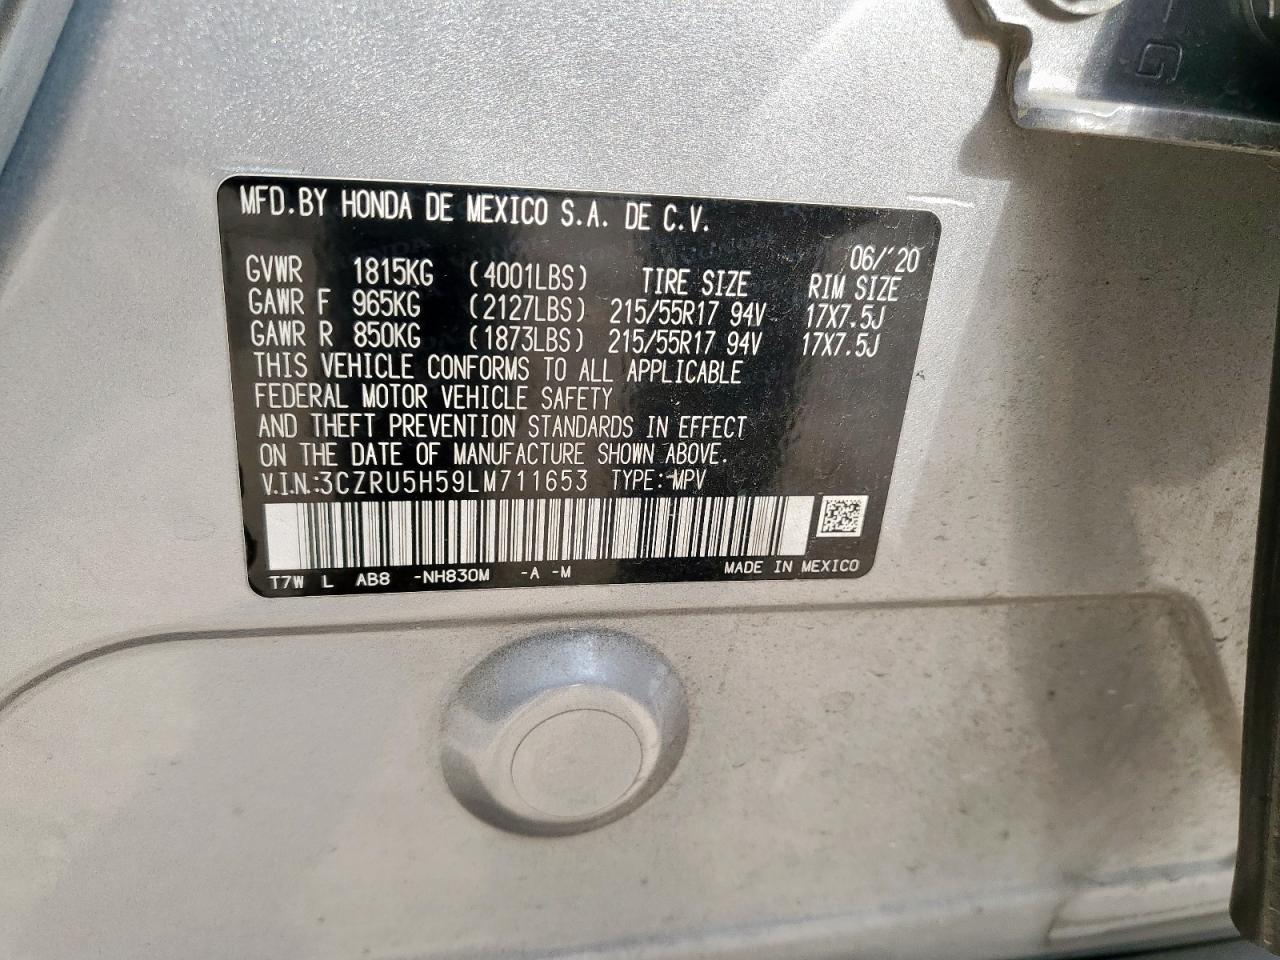 MFD.BY HONDA DE MEXICO S.A. DE C.V.
06/'20
GVWR 1815KG (4001LBS) TIRE SIZE RIM SIZE
GAWR F 965KG (2127LBS) 215/55R17 94V 17X7.5J
GAWR R 850KG (1873LBS) 215/55R17 94V 17X7.5J
THIS VEHICLE CONFORMS TO ALL APPLICABLE
FEDERAL MOTOR VEHICLE SAFETY
AND THEFT PREVENTION STANDARDS IN EFFECT
ON THE DATE OF MANUFACTURE SHOWN ABOVE.
V.I.N.:3CZRU5H59LM711653 TYPE: MPV
T7W L AB8 -NH830M -A -M MADE IN MEXICO